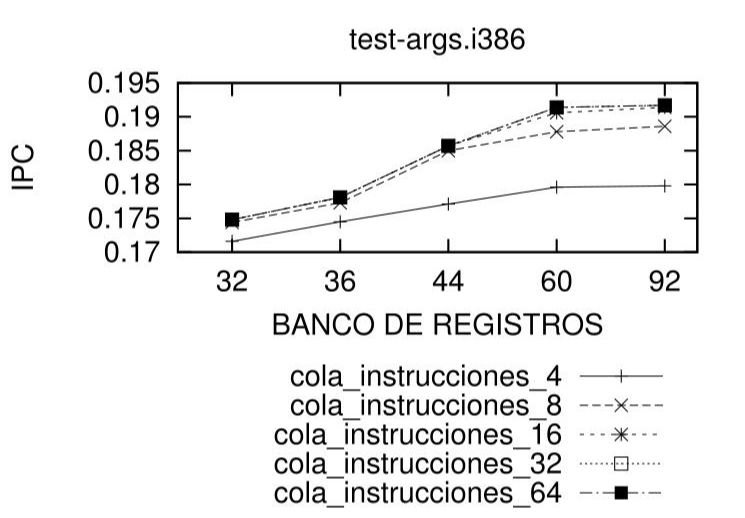 test-args.i386
0.195
0.19
0.185
0.18
0.175
0.17
IPC
32 36 44 60 92
BANCO DE REGISTROS
cola_instrucciones_4
cola_instrucciones_8
cola_instrucciones_16
cola_instrucciones_32
cola_instrucciones_64